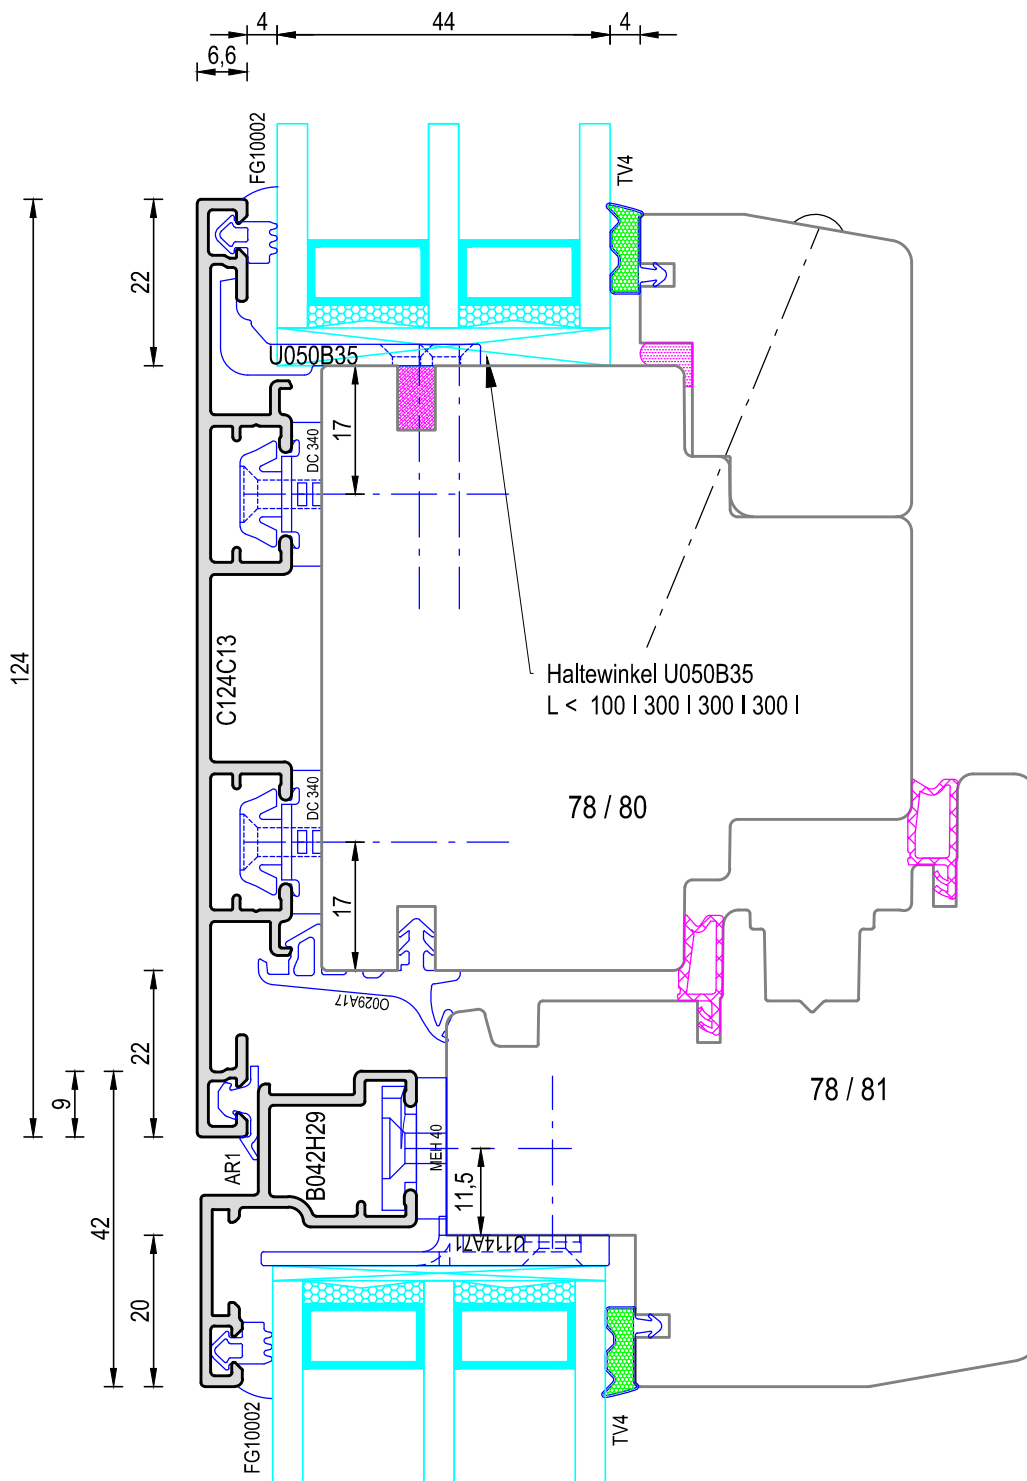 4
44
4
6,6
FG10002
TV4
22
U050B35
17
DC 340
124
C124C13
Haltewinkel U050B35
L < 100 I 300 I 300 I 300 I
78 / 80
DC 340
17
O029A17
22
9
78 / 81
AR1
B042H29
MEH 40
11,5
42
U114A71
20
FG10002
TV4